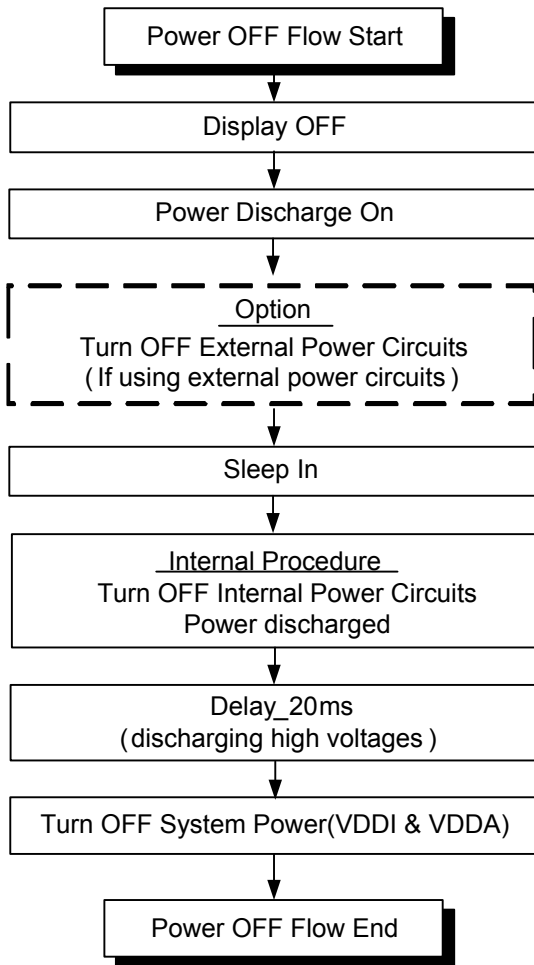 Power OFF Flow Start
Display OFF
Power Discharge On
Option
Turn OFF External Power Circuits
(If using external power circuits)
Sleep In
Internal Procedure
Turn OFF Internal Power Circuits
Power discharged
Delay_20ms
(discharging high voltages)
Turn OFF System Power(VDDI & VDDA)
Power OFF Flow End